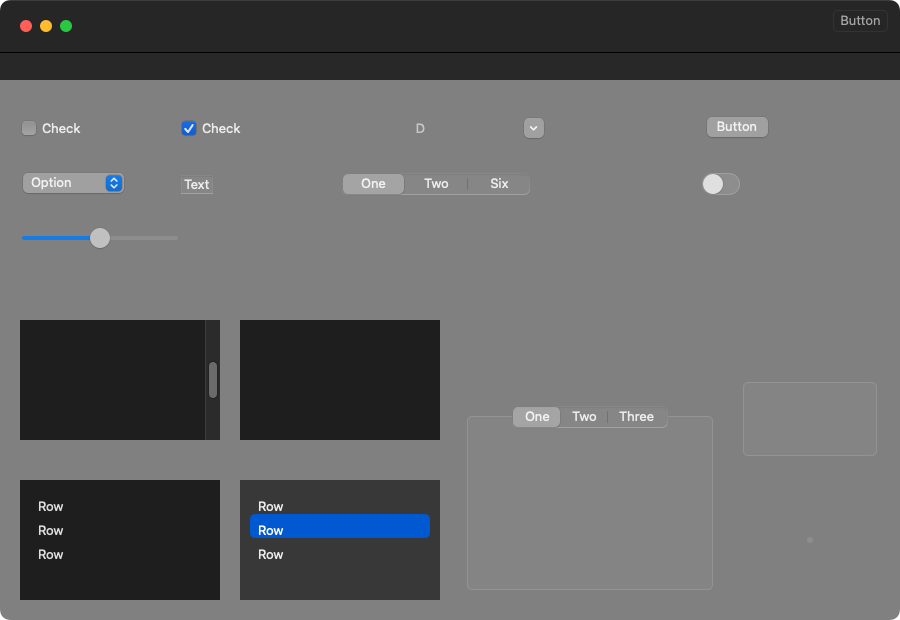 Button
Check
Check
D
Button
Option
Text
One
Two
Six
One
Two
Three
Row
Row
Row
Row
Row
Row